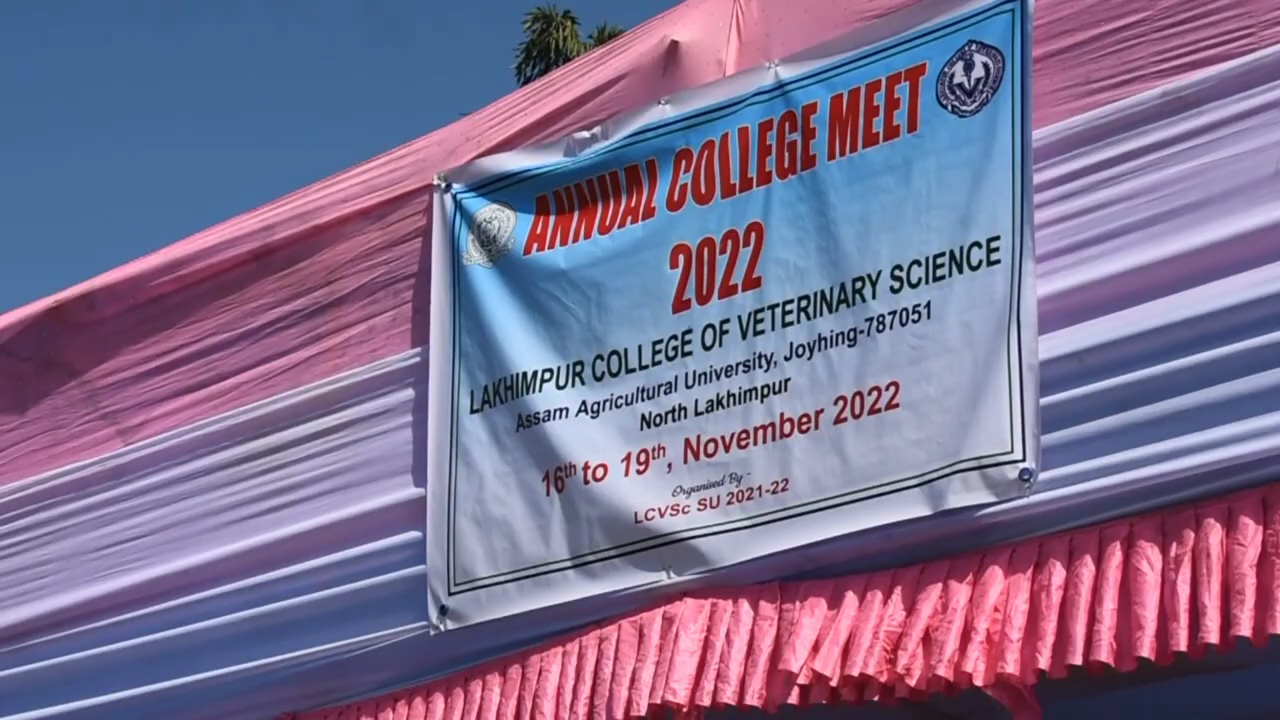 ANNUAL COLLEGE MEET
2022
LAKHIMPUR COLLEGE OF VETERINARY SCIENCE
Assam Agricultural University, Joyhing-787051
North Lakhimpur
16th to 19th, November 2022
Organised By -
LCVSc SU 2021-22